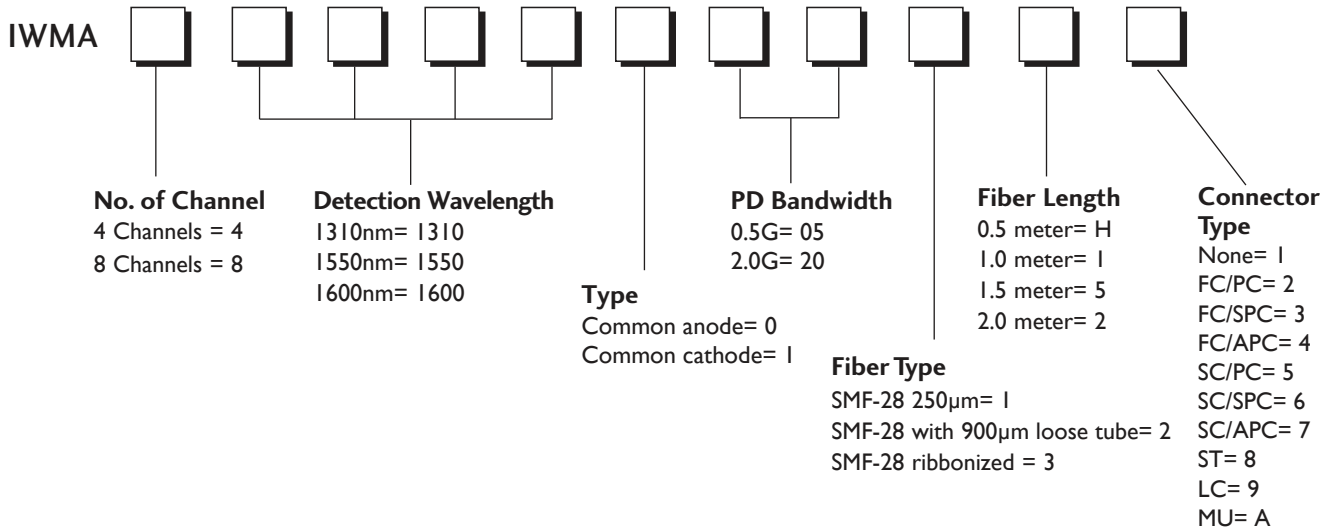 IWMA
No. of Channel
4 Channels = 4
8 Channels = 8
Detection Wavelength
1310nm= 1310
1550nm= 1550
1600nm= 1600
Type
Common anode= 0
Common cathode= 1
PD Bandwidth
0.5G= 05
2.0G= 20
Fiber Type
SMF-28 250µm= 1
SMF-28 with 900µm loose tube= 2
SMF-28 ribbonized = 3
Fiber Length
0.5 meter= H
1.0 meter= 1
1.5 meter= 5
2.0 meter= 2
Connector
Type
None= 1
FC/PC= 2
FC/SPC= 3
FC/APC= 4
SC/PC= 5
SC/SPC= 6
SC/APC= 7
ST= 8
LC= 9
MU= A